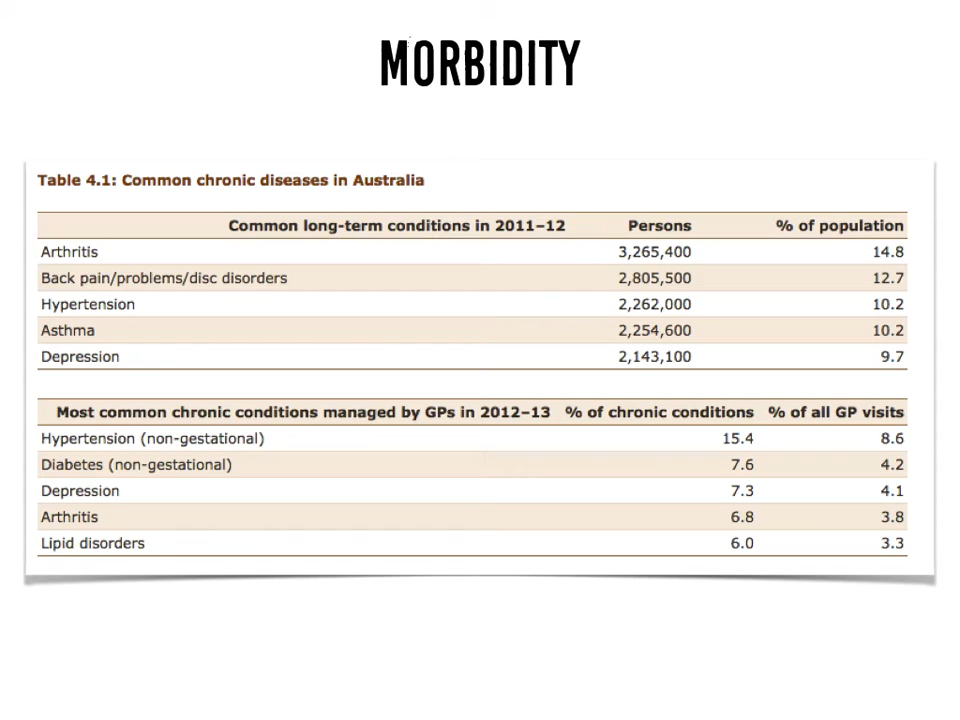 MORBIDITY
Table 4.1: Common chronic diseases in Australia
Common long-term conditions in 2011–12 Persons % of population
Arthritis 3,265,400 14.8
Back pain/problems/disc disorders 2,805,500 12.7
Hypertension 2,262,000 10.2
Asthma 2,254,600 10.2
Depression 2,143,100 9.7
Most common chronic conditions managed by GPs in 2012–13 % of chronic conditions % of all GP visits
Hypertension (non-gestational) 15.4 8.6
Diabetes (non-gestational) 7.6 4.2
Depression 7.3 4.1
Arthritis 6.8 3.8
Lipid disorders 6.0 3.3